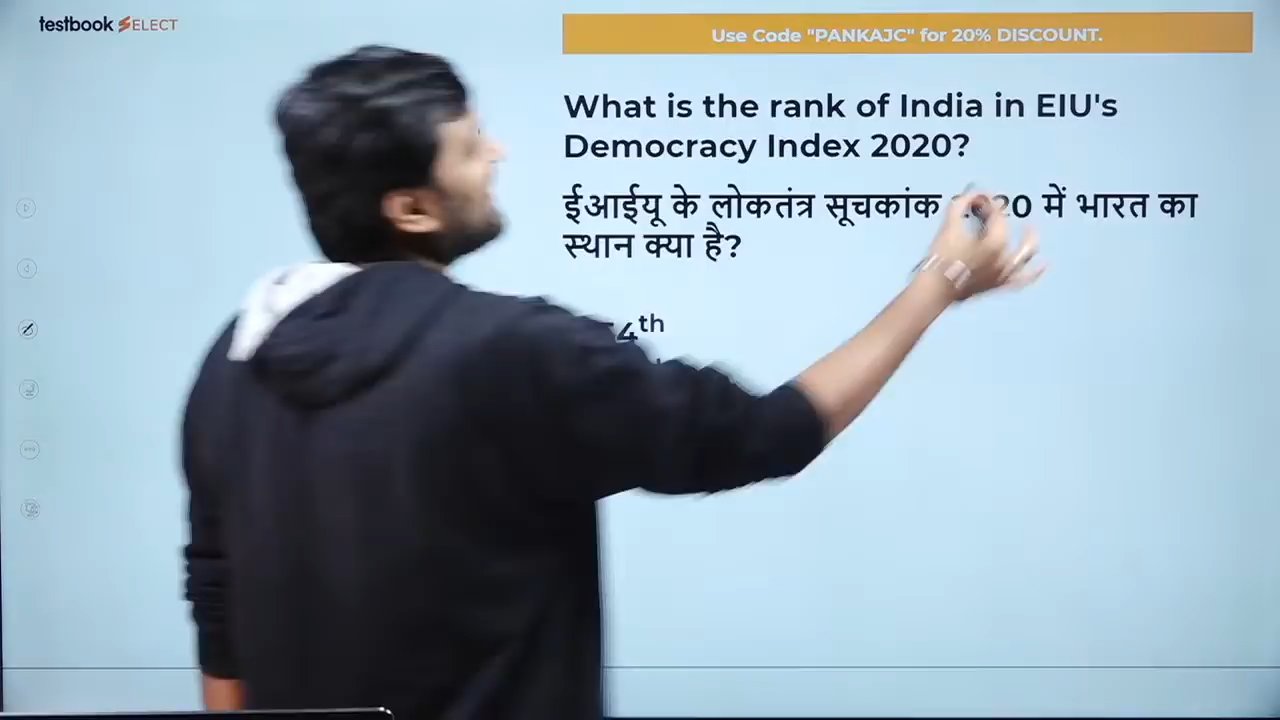 testbook SELECT
Use Code "PANKAJC" for 20% DISCOUNT.
What is the rank of India in EIU's
Democracy Index 2020?
ईआईयू के लोकतंत्र सूचकांक में भारत का
स्थान क्या है?